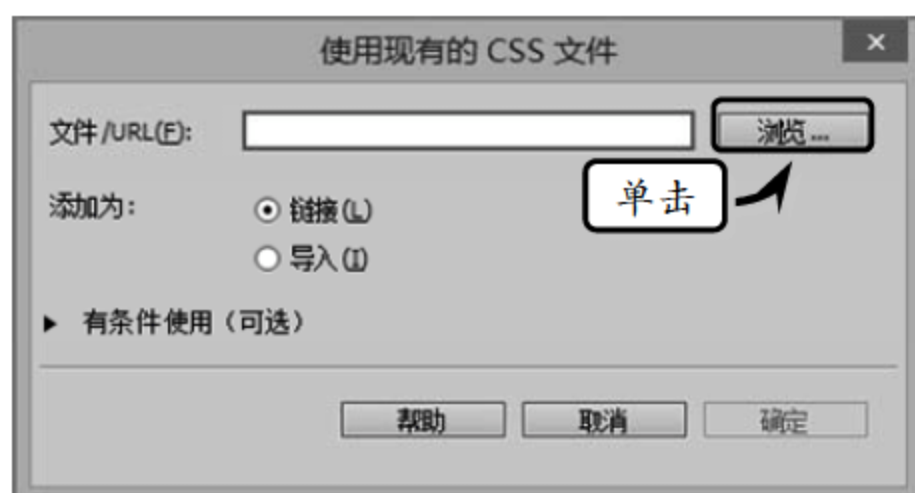 使用现有的 CSS 文件
文件/URL(F): 浏览...
单击
添加为: 链接(L)
导入(I)
有条件使用（可选）
帮助 取消 确定